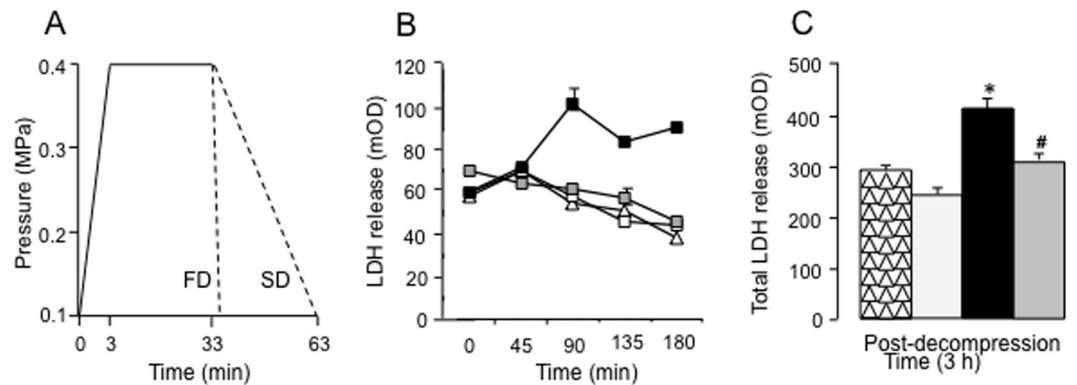 A
Pressure (MPa)
0.4
0.3
0.2
0.1
FD
SD
0
3
33
63
Time (min)
B
LDH release (mOD)
120
100
80
60
40
20
0
0
45
90
135
180
Time (min)
C
Total LDH release (mOD)
500
400
300
200
100
0
*
#
Post-decompression
Time (3 h)